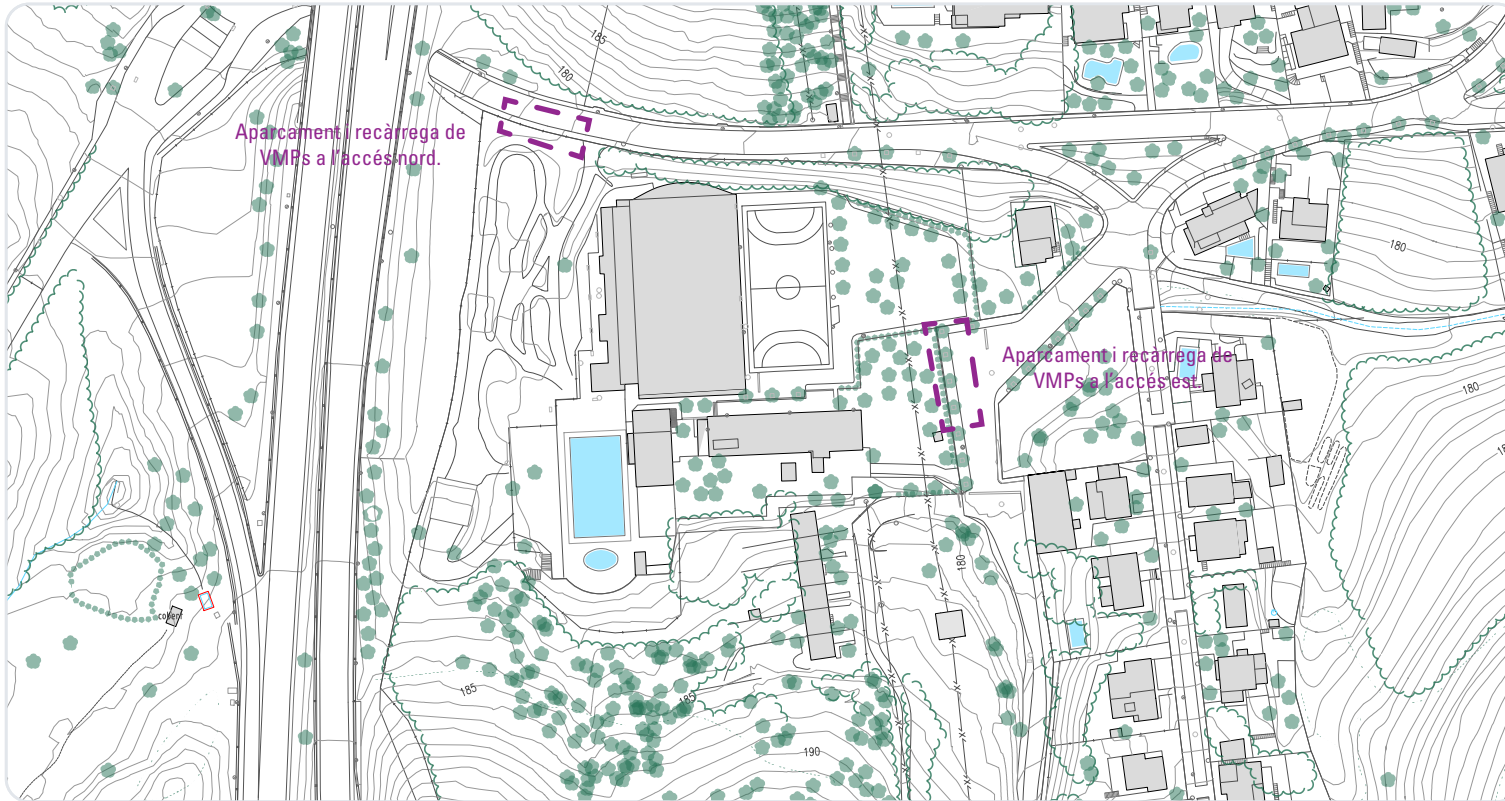 185
180
Aparcament i recàrrega de
VMPs a l'accés nord.
180
Aparcament i recàrrega de
VMPs a l'accés est.
180
180
cobert
185
185
190